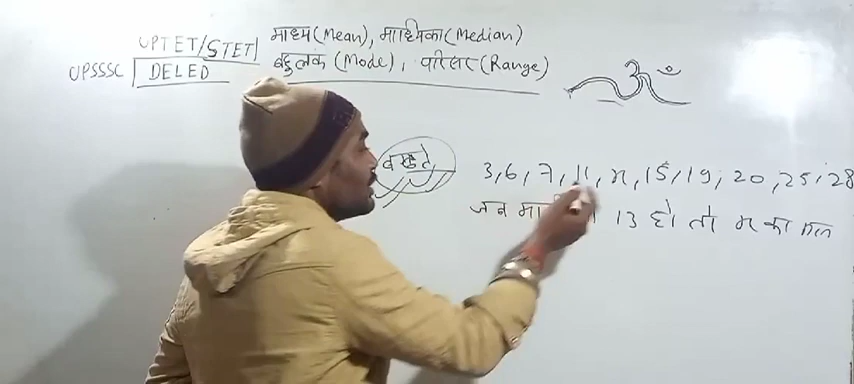 UPTET/STET माध्य (Mean), माध्यिका (Median)
UPSSSC DELED बहुलक (Mode), परिसर (Range)
ॐ
3, 6, 7, 11, x, 15, 19, 20, 25, 28
जब 13 हो तो x का मान